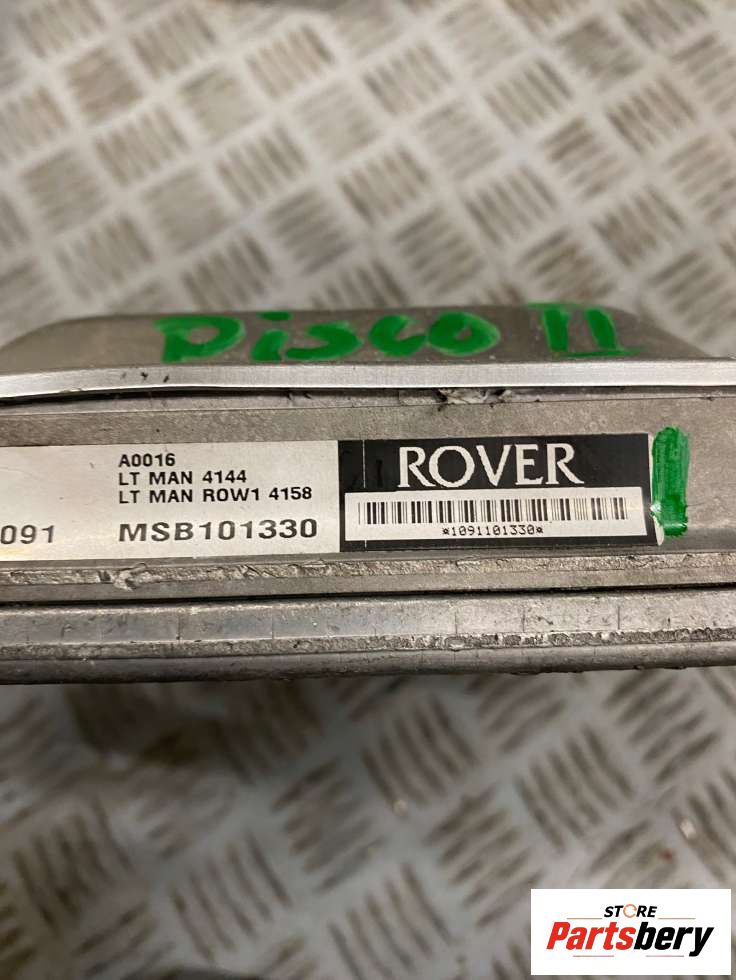 DISCO II
A0016
LT MAN 4144
LT MAN ROW1 4158
091 MSB101330
ROVER
*1091101330*
STORE
Partsbery